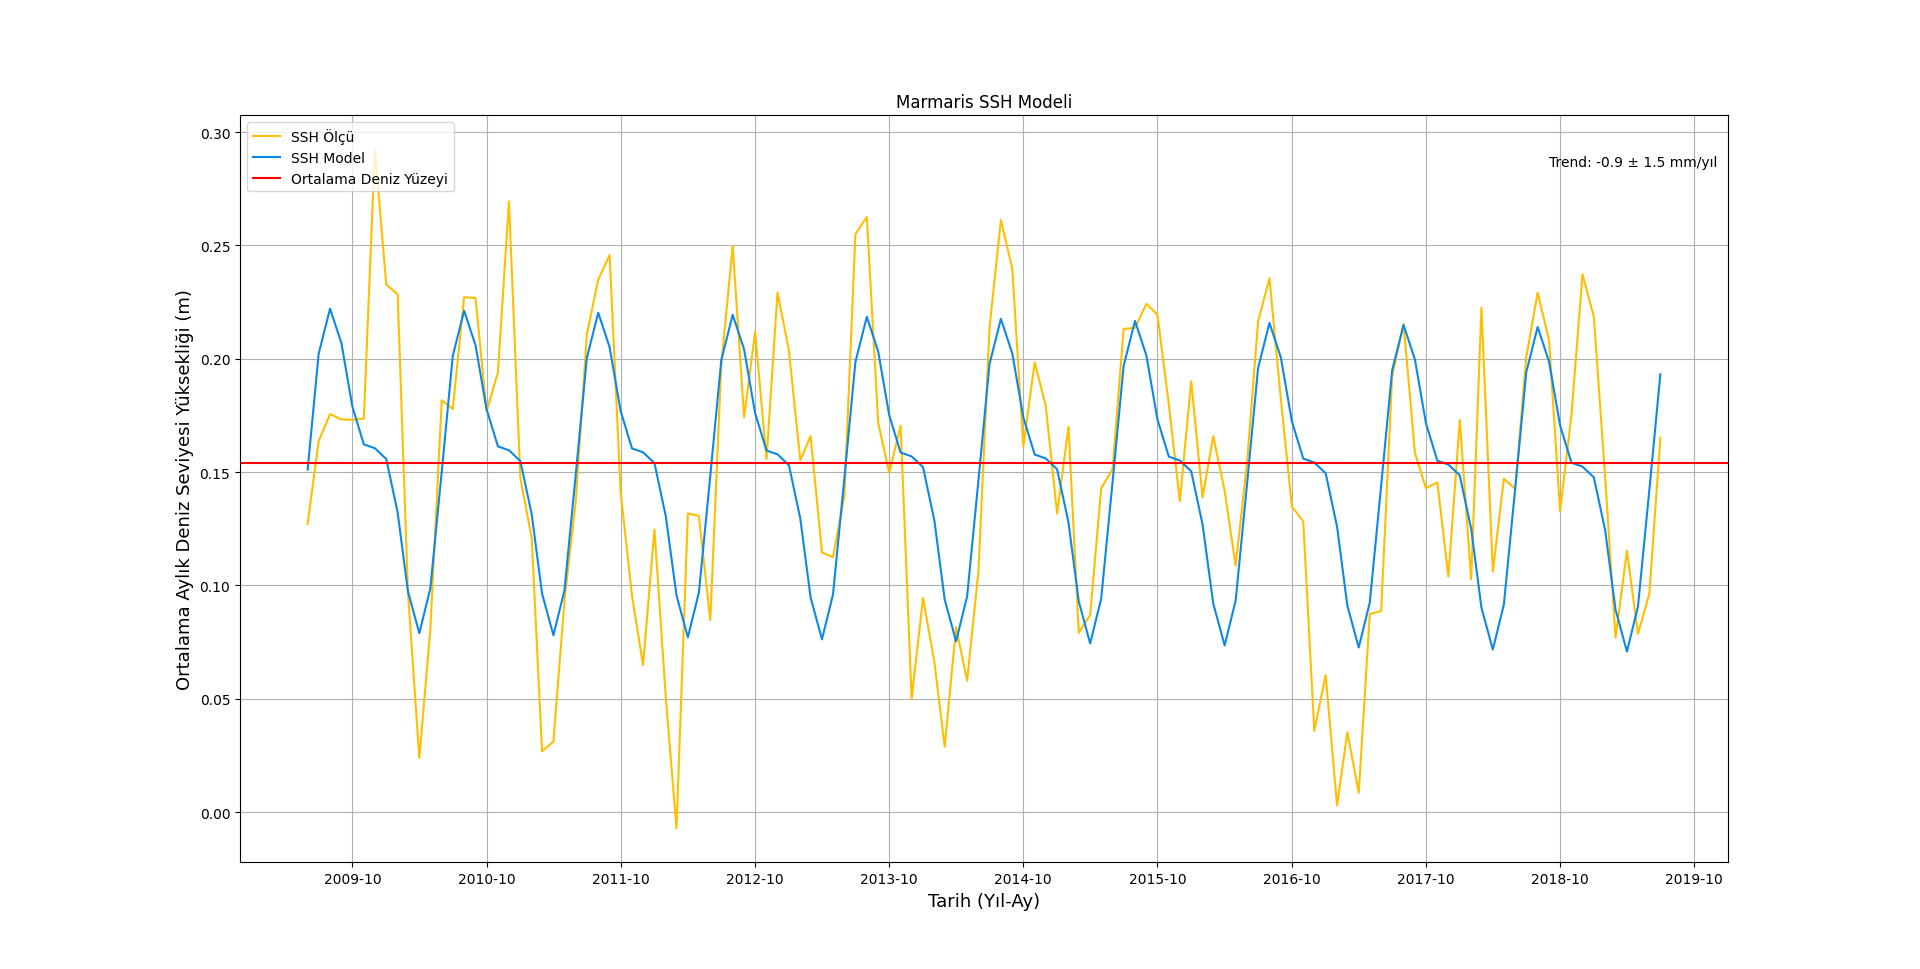 Marmaris SSH Modeli
SSH Ölçü
SSH Model
Ortalama Deniz Yüzeyi
Trend: -0.9 ± 1.5 mm/yıl
Ortalama Aylık Deniz Seviyesi Yüksekliği (m)
0.30
0.25
0.20
0.15
0.10
0.05
0.00
2009-10 2010-10 2011-10 2012-10 2013-10 2014-10 2015-10 2016-10 2017-10 2018-10 2019-10
Tarih (Yıl-Ay)